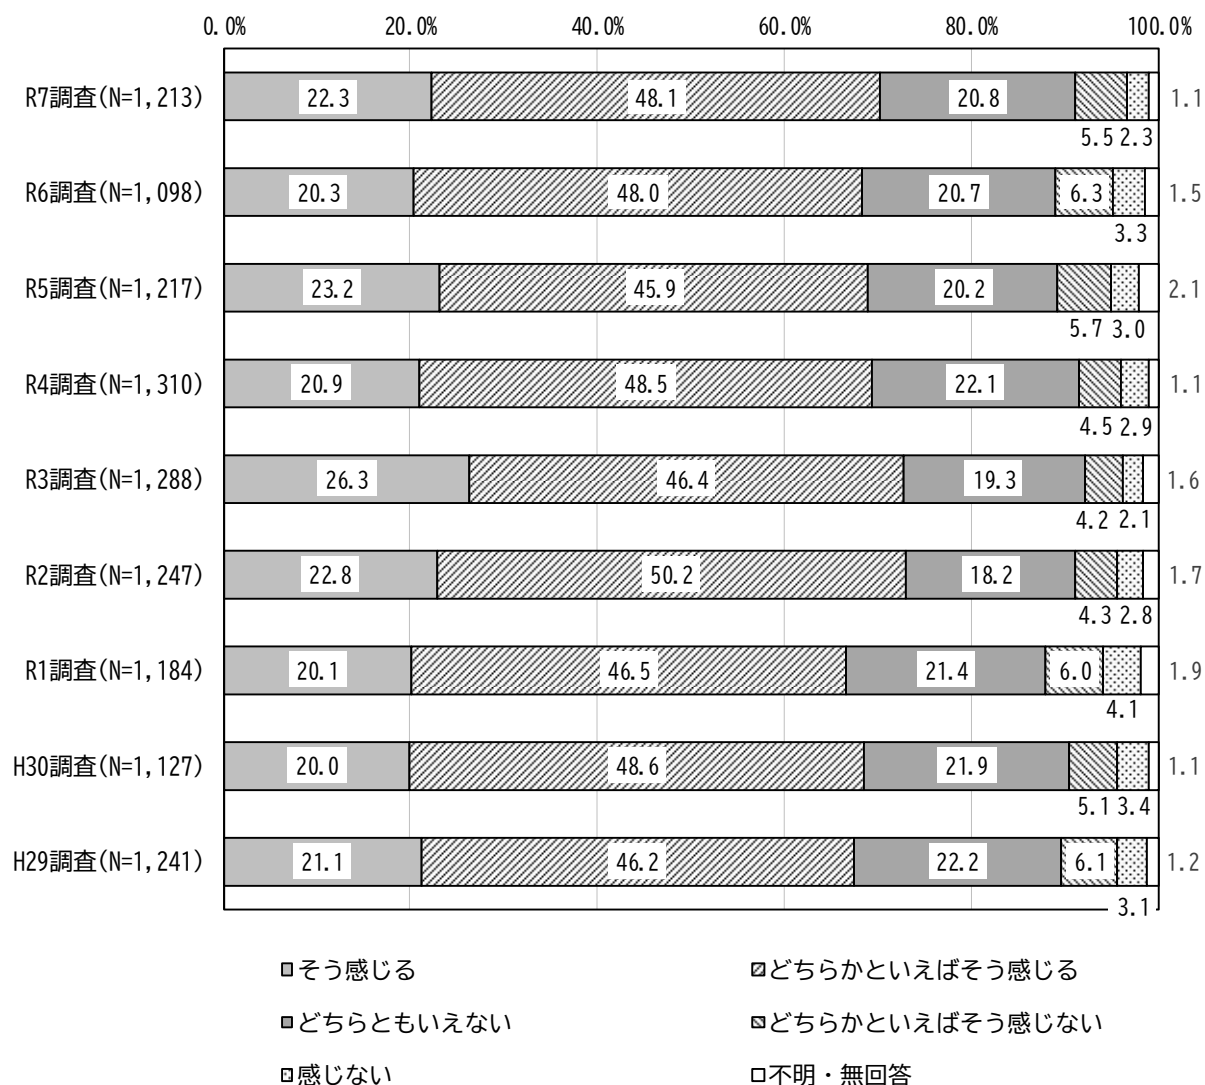 0.0% 20.0% 40.0% 60.0% 80.0% 100.0%
R7調査(N=1,213) 22.3 48.1 20.8 1.1
5.5 2.3
R6調査(N=1,098) 20.3 48.0 20.7 6.3 1.5
3.3
R5調査(N=1,217) 23.2 45.9 20.2 2.1
5.7 3.0
R4調査(N=1,310) 20.9 48.5 22.1 1.1
4.5 2.9
R3調査(N=1,288) 26.3 46.4 19.3 1.6
4.2 2.1
R2調査(N=1,247) 22.8 50.2 18.2 1.7
4.3 2.8
R1調査(N=1,184) 20.1 46.5 21.4 6.0 1.9
4.1
H30調査(N=1,127) 20.0 48.6 21.9 1.1
5.1 3.4
H29調査(N=1,241) 21.1 46.2 22.2 6.1 1.2
3.1
そう感じる どちらかといえばそう感じる
どちらともいえない どちらかといえばそう感じない
感じない 不明・無回答